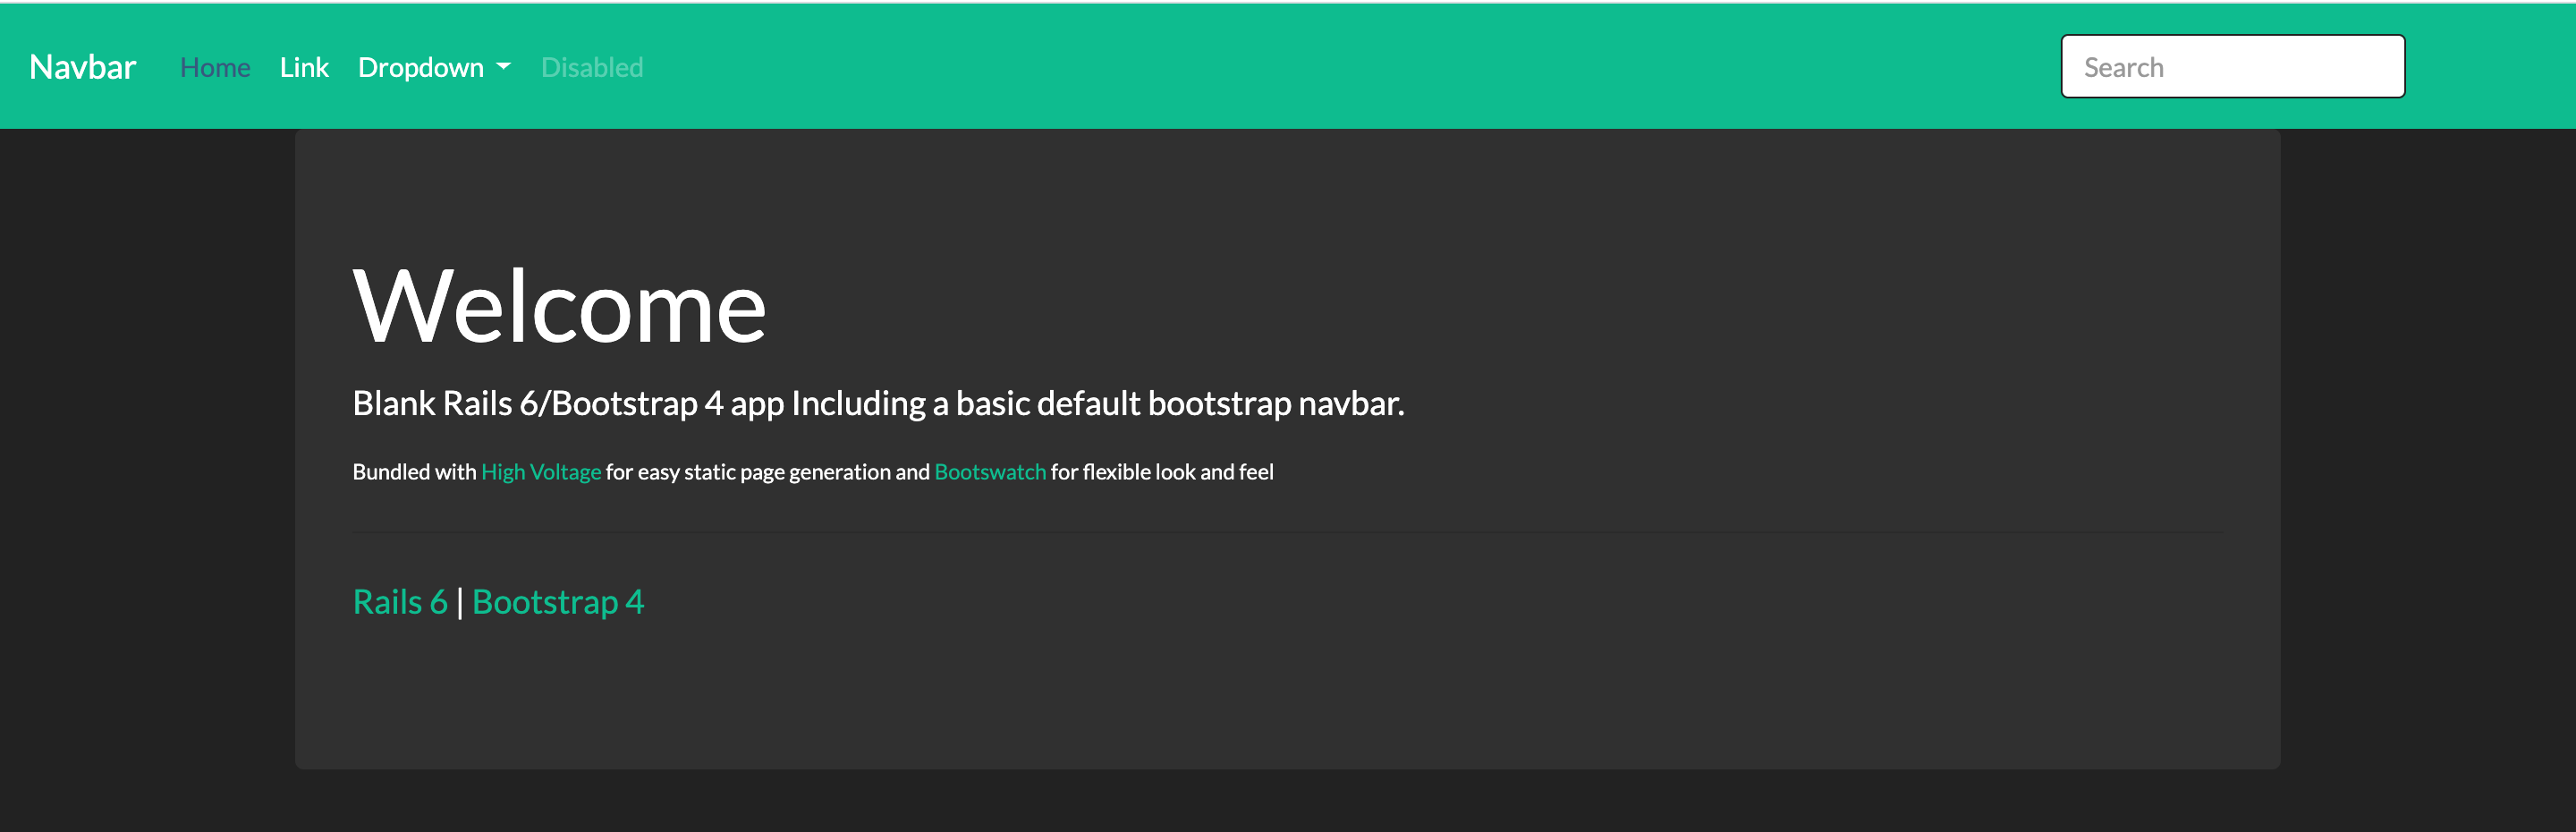 Navbar Home Link Dropdown Disabled Search
Welcome
Blank Rails 6/Bootstrap 4 app Including a basic default bootstrap navbar.
Bundled with High Voltage for easy static page generation and Bootswatch for flexible look and feel
Rails 6 | Bootstrap 4